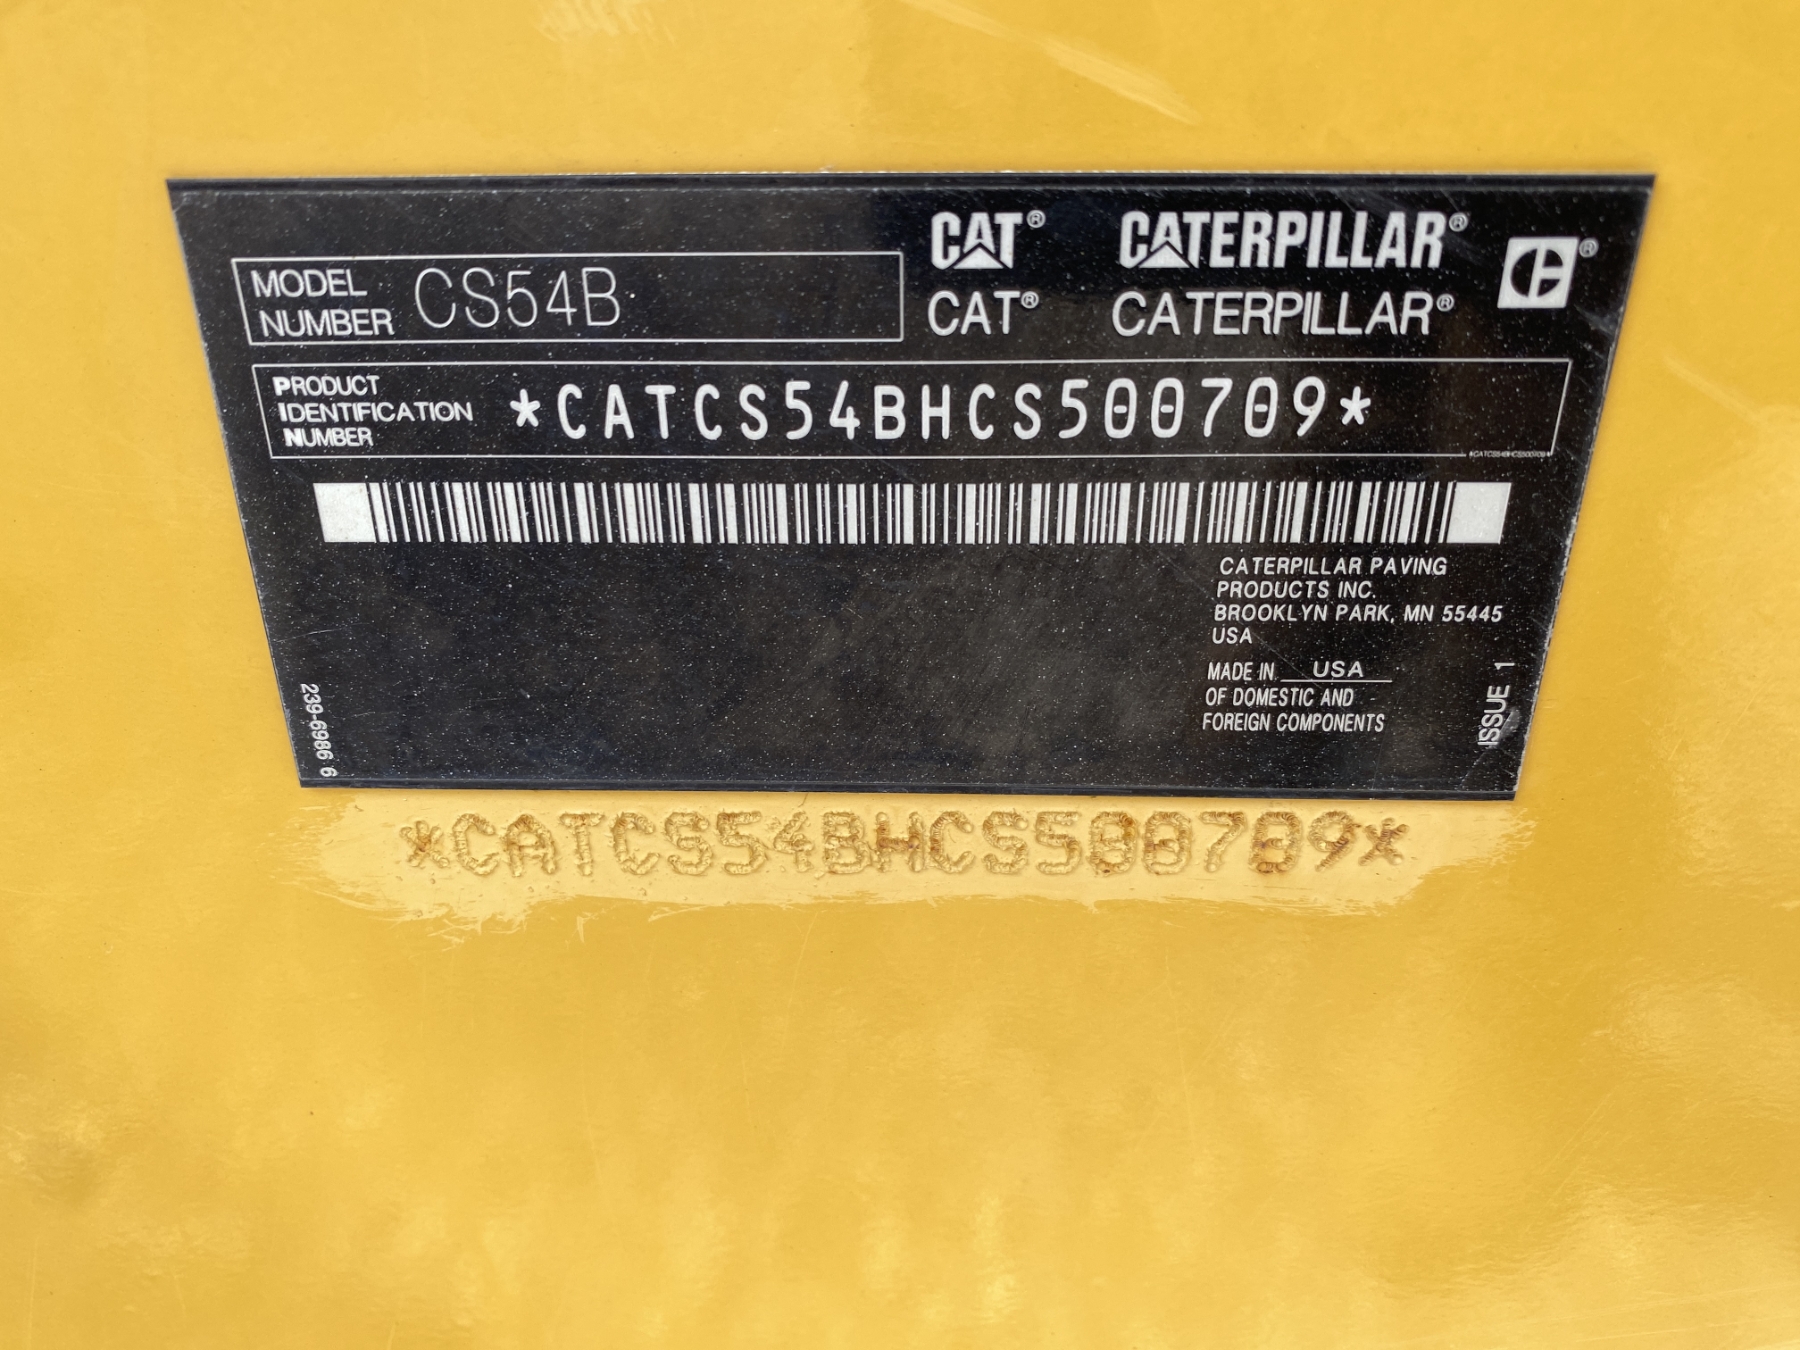 CAT® CATERPILLAR® ®
MODEL NUMBER CS54B
CAT® CATERPILLAR®
PRODUCT
IDENTIFICATION
NUMBER
*CATCS54BHCS500709*
*CATCS54BHCS500709*
CATERPILLAR PAVING
PRODUCTS INC.
BROOKLYN PARK, MN 55445
USA
MADE IN USA
OF DOMESTIC AND
FOREIGN COMPONENTS
239-6986 6
ISSUE 1
*CATCS54BHCS500709*